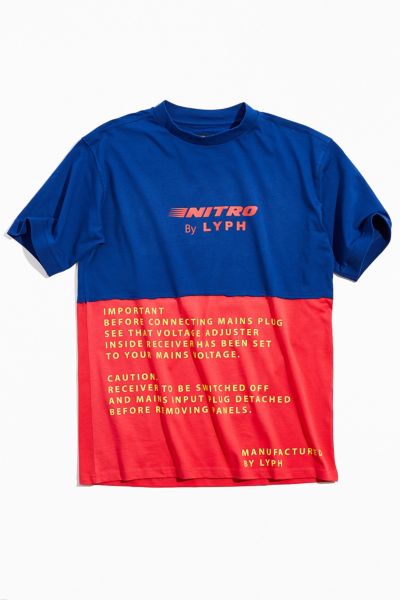 NITRO
By LYPH
IMPORTANT
BEFORE CONNECTING MAINS PLUG
SEE THAT VOLTAGE ADJUSTER
INSIDE RECEIVER HAS BEEN SET
TO YOUR MAINS VOLTAGE.
CAUTION.
RECEIVER TO BE SWITCHED OFF
AND MAINS INPUT PLUG DETACHED
BEFORE REMOVING PANELS.
MANUFACTURED
BY LYPH